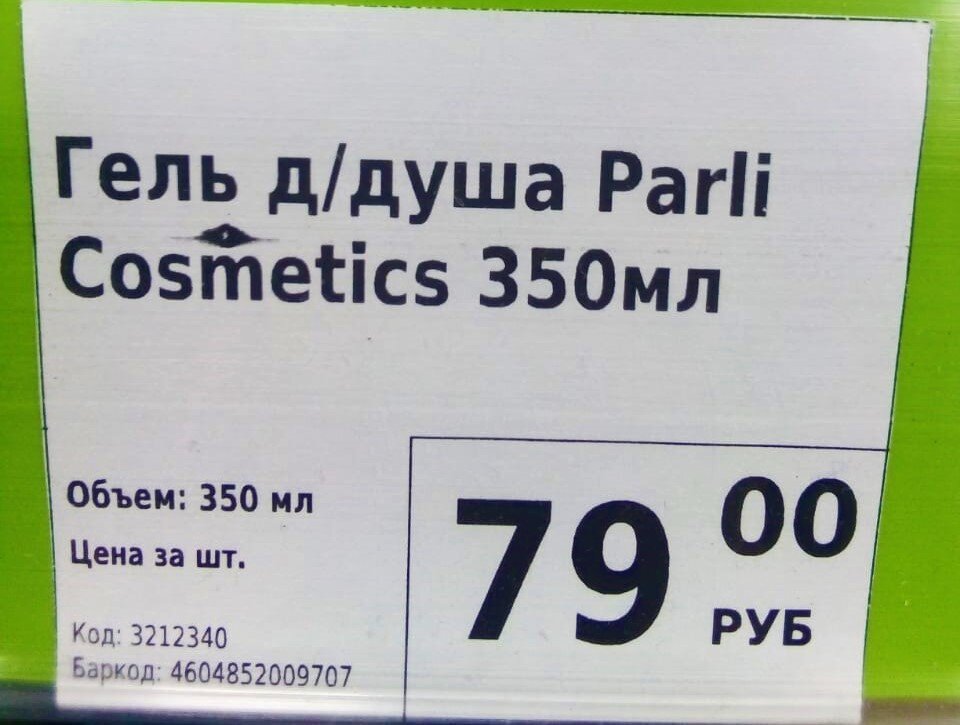 Гель д/душа Parli
Cosmetics 350мл
Объем: 350 мл
Цена за шт.
Код: 3212340
Баркод: 4604852009707
79 00
РУБ